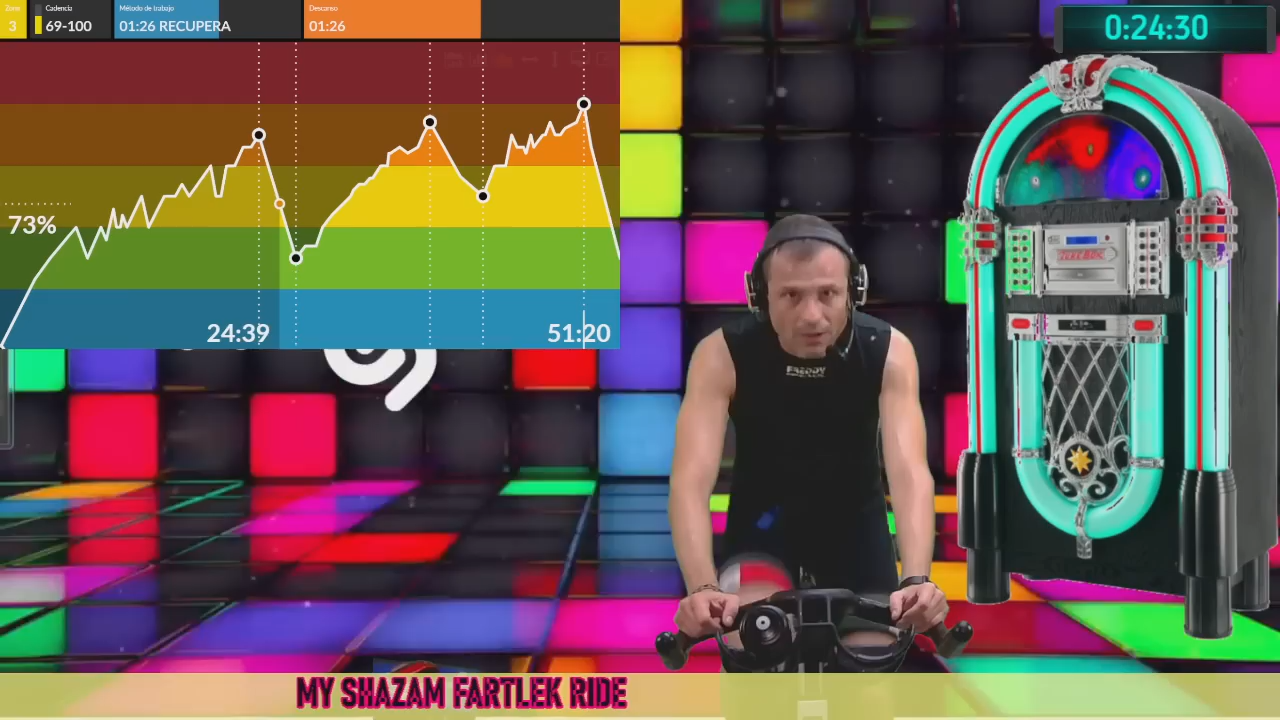 Zona
3
Cadencia
69-100
Método de trabajo
01:26 RECUPERA
Descanso
01:26
0:24:30
73%
24:39
51:20
FREDDY
MY SHAZAM FARTLEK RIDE